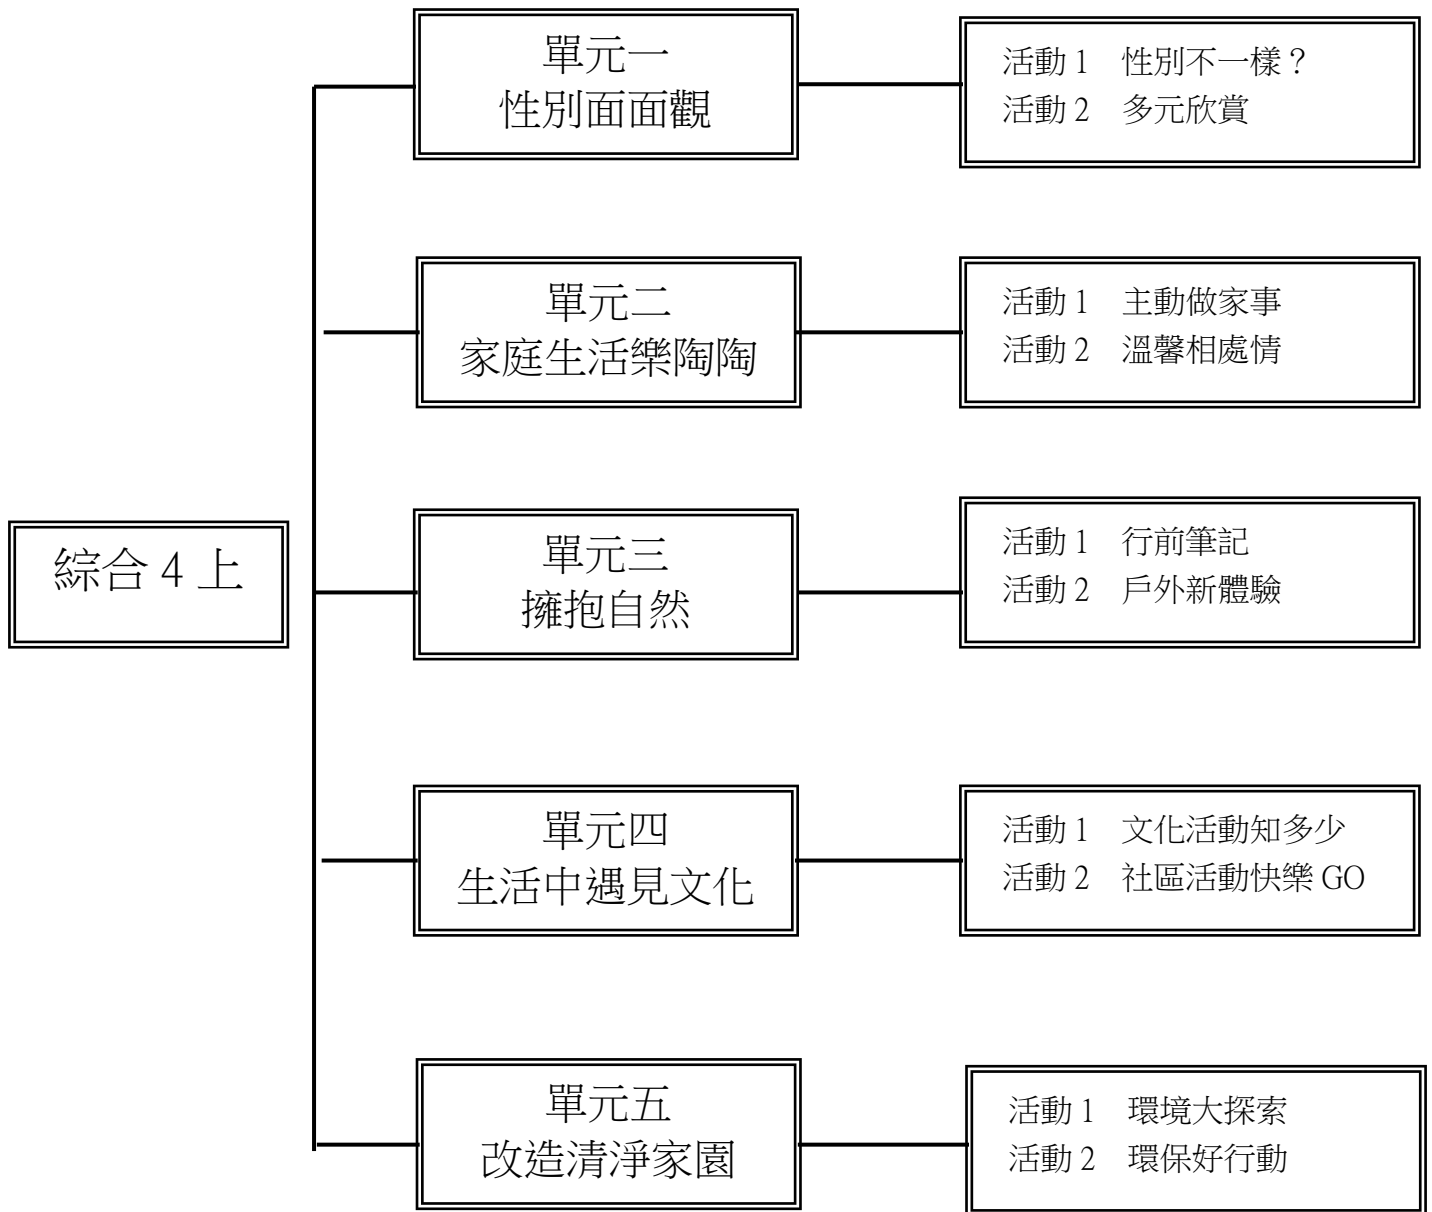 綜合 4 上
單元一
性別面面觀
活動 1　性別不一樣？
活動 2　多元欣賞
單元二
家庭生活樂陶陶
活動 1　主動做家事
活動 2　溫馨相處情
單元三
擁抱自然
活動 1　行前筆記
活動 2　戶外新體驗
單元四
生活中遇見文化
活動 1　文化活動知多少
活動 2　社區活動快樂 GO
單元五
改造清淨家園
活動 1　環境大探索
活動 2　環保好行動